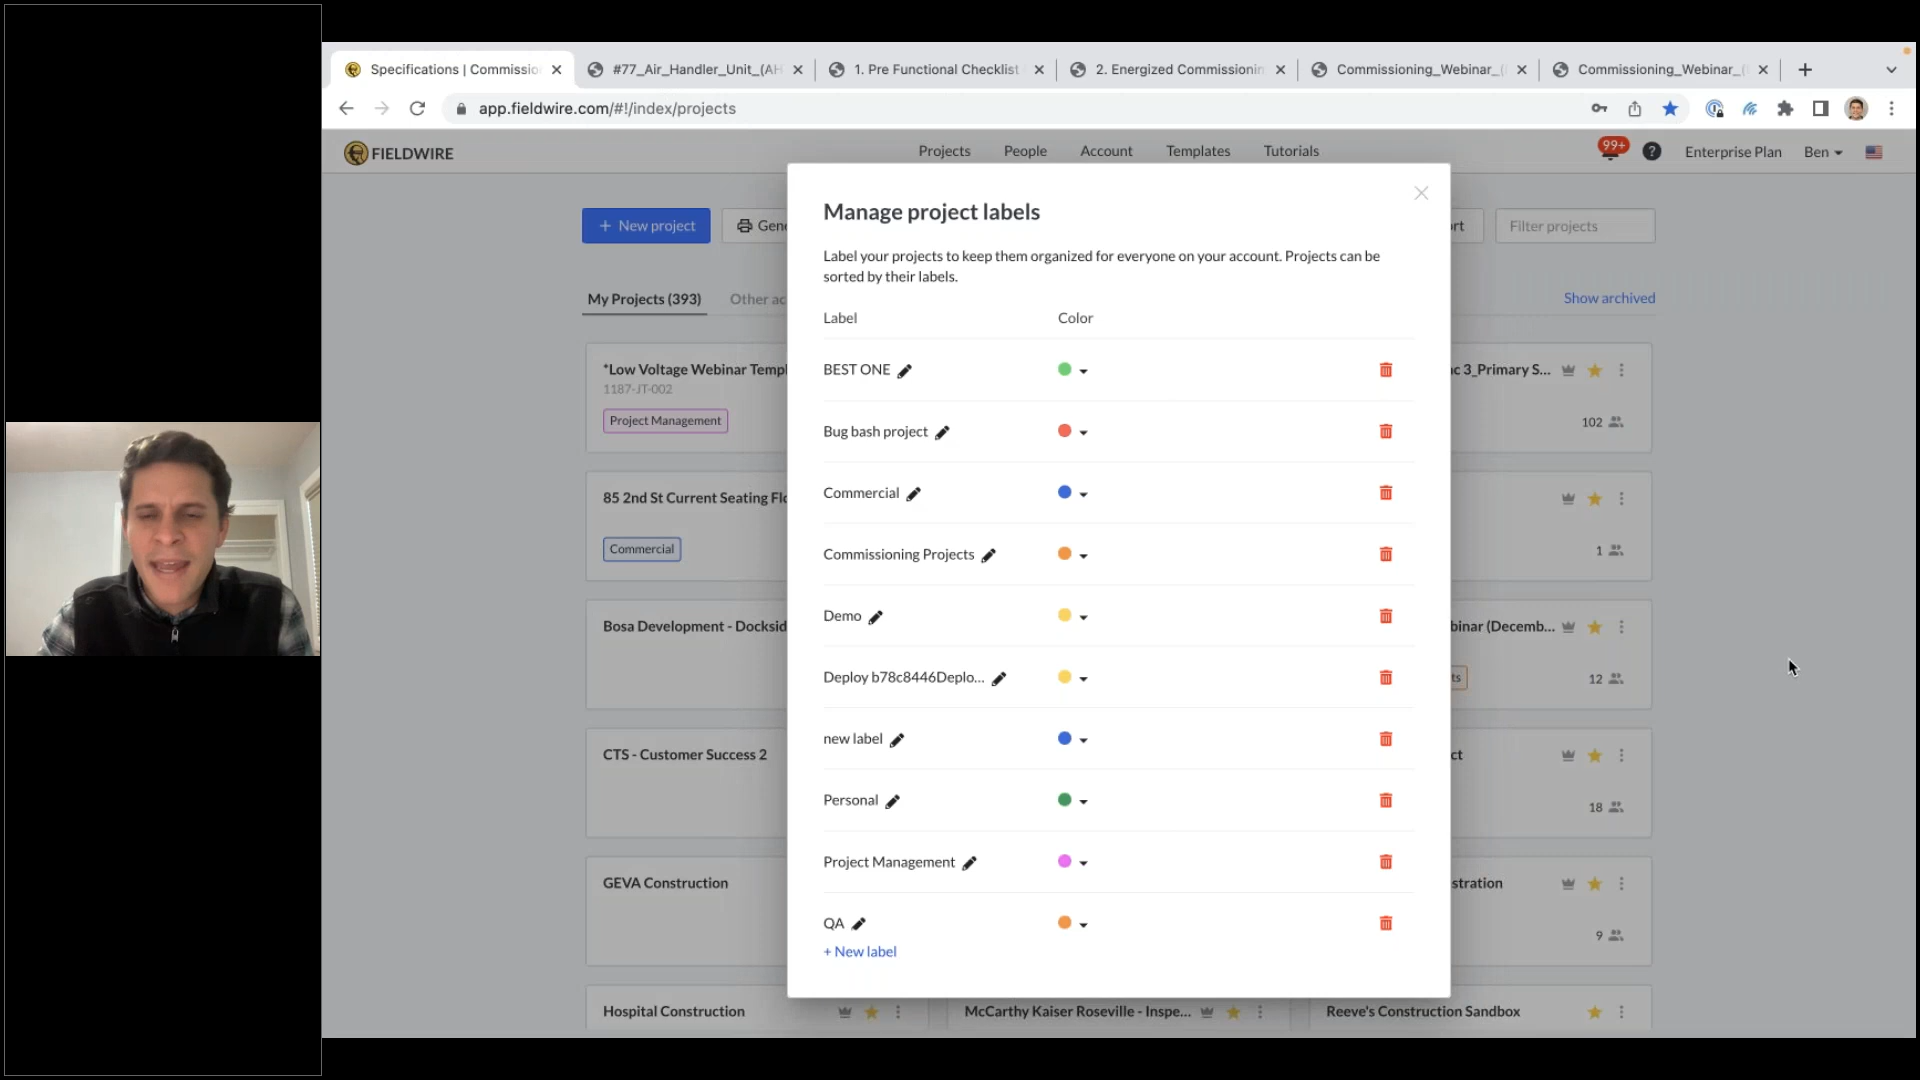 Specifications | Commissio
#77_Air_Handler_Unit_(AH
1. Pre Functional Checklist
2. Energized Commissionin
Commissioning_Webinar_(
Commissioning_Webinar_(
app.fieldwire.com/#!/index/projects
FIELDWIRE
Projects
People
Account
Templates
Tutorials
99+
?
Enterprise Plan
Ben
+ New project
Gene
rt
Filter projects
My Projects (393)
Other ac
Show archived
Manage project labels
Label your projects to keep them organized for everyone on your account. Projects can be
sorted by their labels.
Label
Color
BEST ONE
Bug bash project
Commercial
Commissioning Projects
Demo
Deploy b78c8446Deplo...
new label
Personal
Project Management
QA
+ New label
*Low Voltage Webinar Templ
1187-JT-002
Project Management
c 3_Primary S...
102
85 2nd St Current Seating Flo
Commercial
1
Bosa Development - Docksid
binar (Decemb...
ts
12
CTS - Customer Success 2
ct
18
GEVA Construction
stration
9
Hospital Construction
McCarthy Kaiser Roseville - Inspe...
Reeve's Construction Sandbox